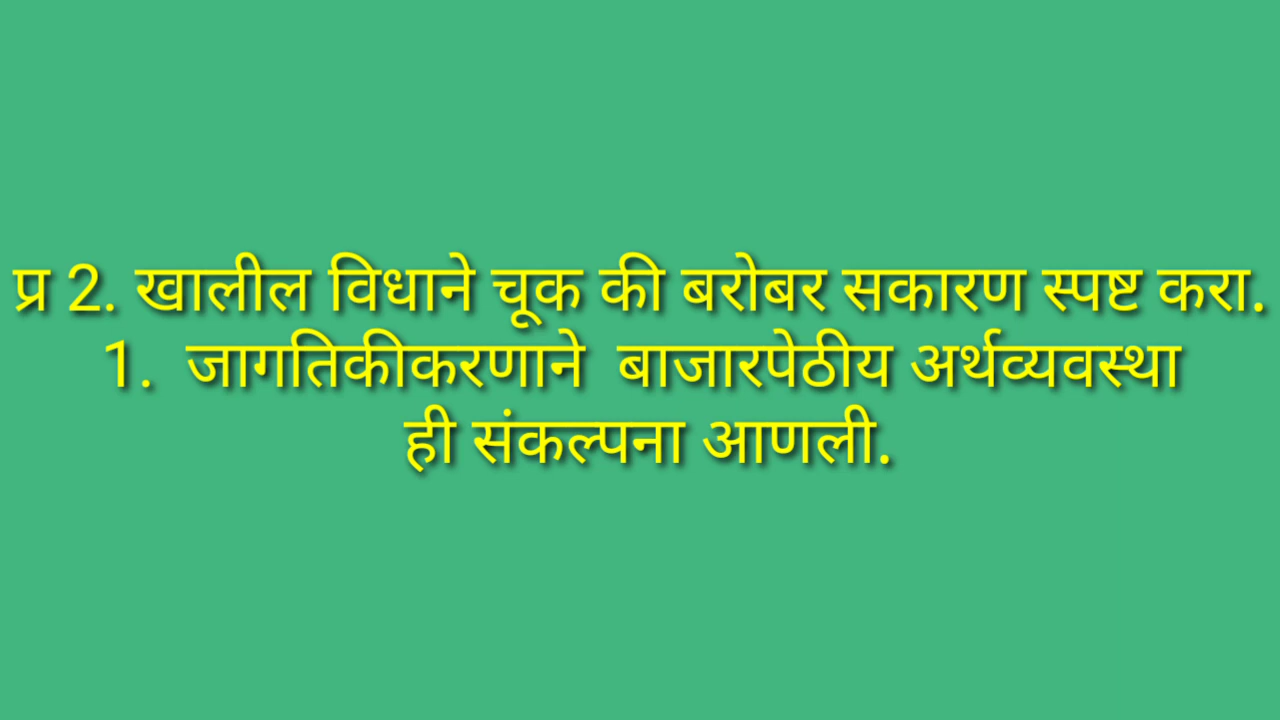 प्र 2. खालील विधाने चूक की बरोबर सकारण स्पष्ट करा.
1. जागतिकीकरणाने बाजारपेठीय अर्थव्यवस्था
ही संकल्पना आणली.